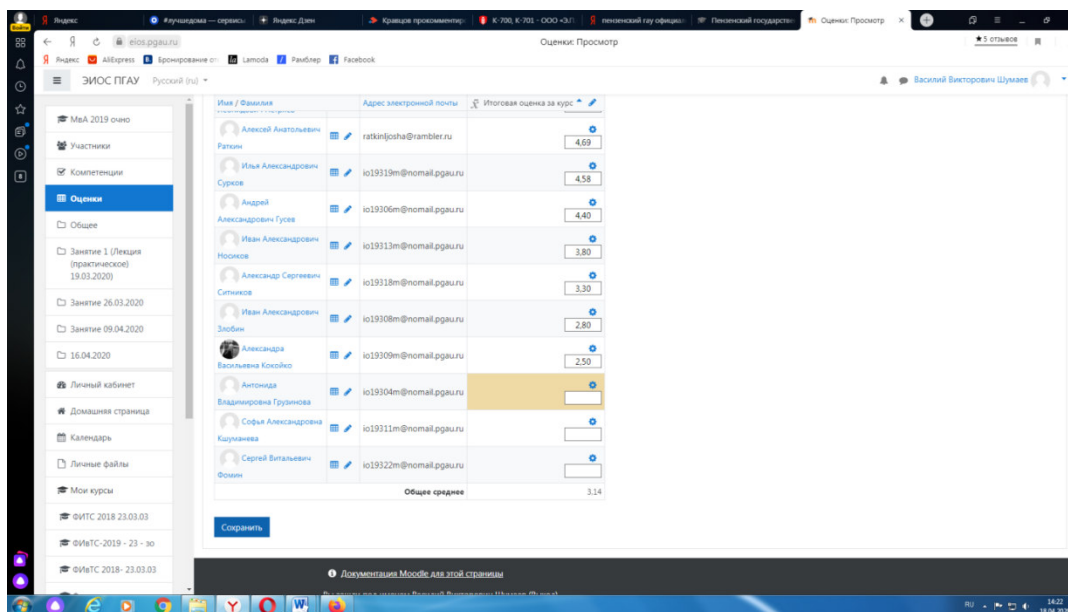 Яндекс
#лучшедома — сервисы
Яндекс Дзен
Кравцов прокомментир
К-700, К-701 - ООО «З.П.
пензенский гау официал
Пензенский государстве
Оценки: Просмотр
eios.pgau.ru
Оценки: Просмотр
★ 5 отзывов
Яндекс
AliExpress
Бронирование от
Lamoda
Рамблер
Facebook
ЭИОС ПГАУ
Русский (ru)
Василий Викторович Шумаев
МвА 2019 очно
Участники
Компетенции
Оценки
Общее
Занятие 1 (Лекция
(практическое)
19.03.2020)
Занятие 26.03.2020
Занятие 09.04.2020
16.04.2020
Личный кабинет
Домашняя страница
Календарь
Личные файлы
Мои курсы
ФИТС 2018 23.03.03
ФИвТС-2019 - 23 - зо
ФИвТС 2018- 23.03.03
Имя / Фамилия Адрес электронной почты Итоговая оценка за курс
Алексей Анатольевич
Раткин ratkinljosha@rambler.ru 4,69
Илья Александрович
Сурков io19319m@nomail.pgau.ru 4,58
Андрей
Александрович Гусев io19306m@nomail.pgau.ru 4,40
Иван Александрович
Носиков io19313m@nomail.pgau.ru 3,80
Александр Сергеевич
Ситников io19318m@nomail.pgau.ru 3,30
Иван Александрович
Злобин io19308m@nomail.pgau.ru 2,80
Александра
Васильевна Кокойко io19309m@nomail.pgau.ru 2,50
Антонида
Владимировна Грузинова io19304m@nomail.pgau.ru
Софья Александровна
Кшуманева io19311m@nomail.pgau.ru
Сергей Витальевич
Фомин io19322m@nomail.pgau.ru
Общее среднее 3,14
Сохранить
Документация Moodle для этой страницы
RU
14:22